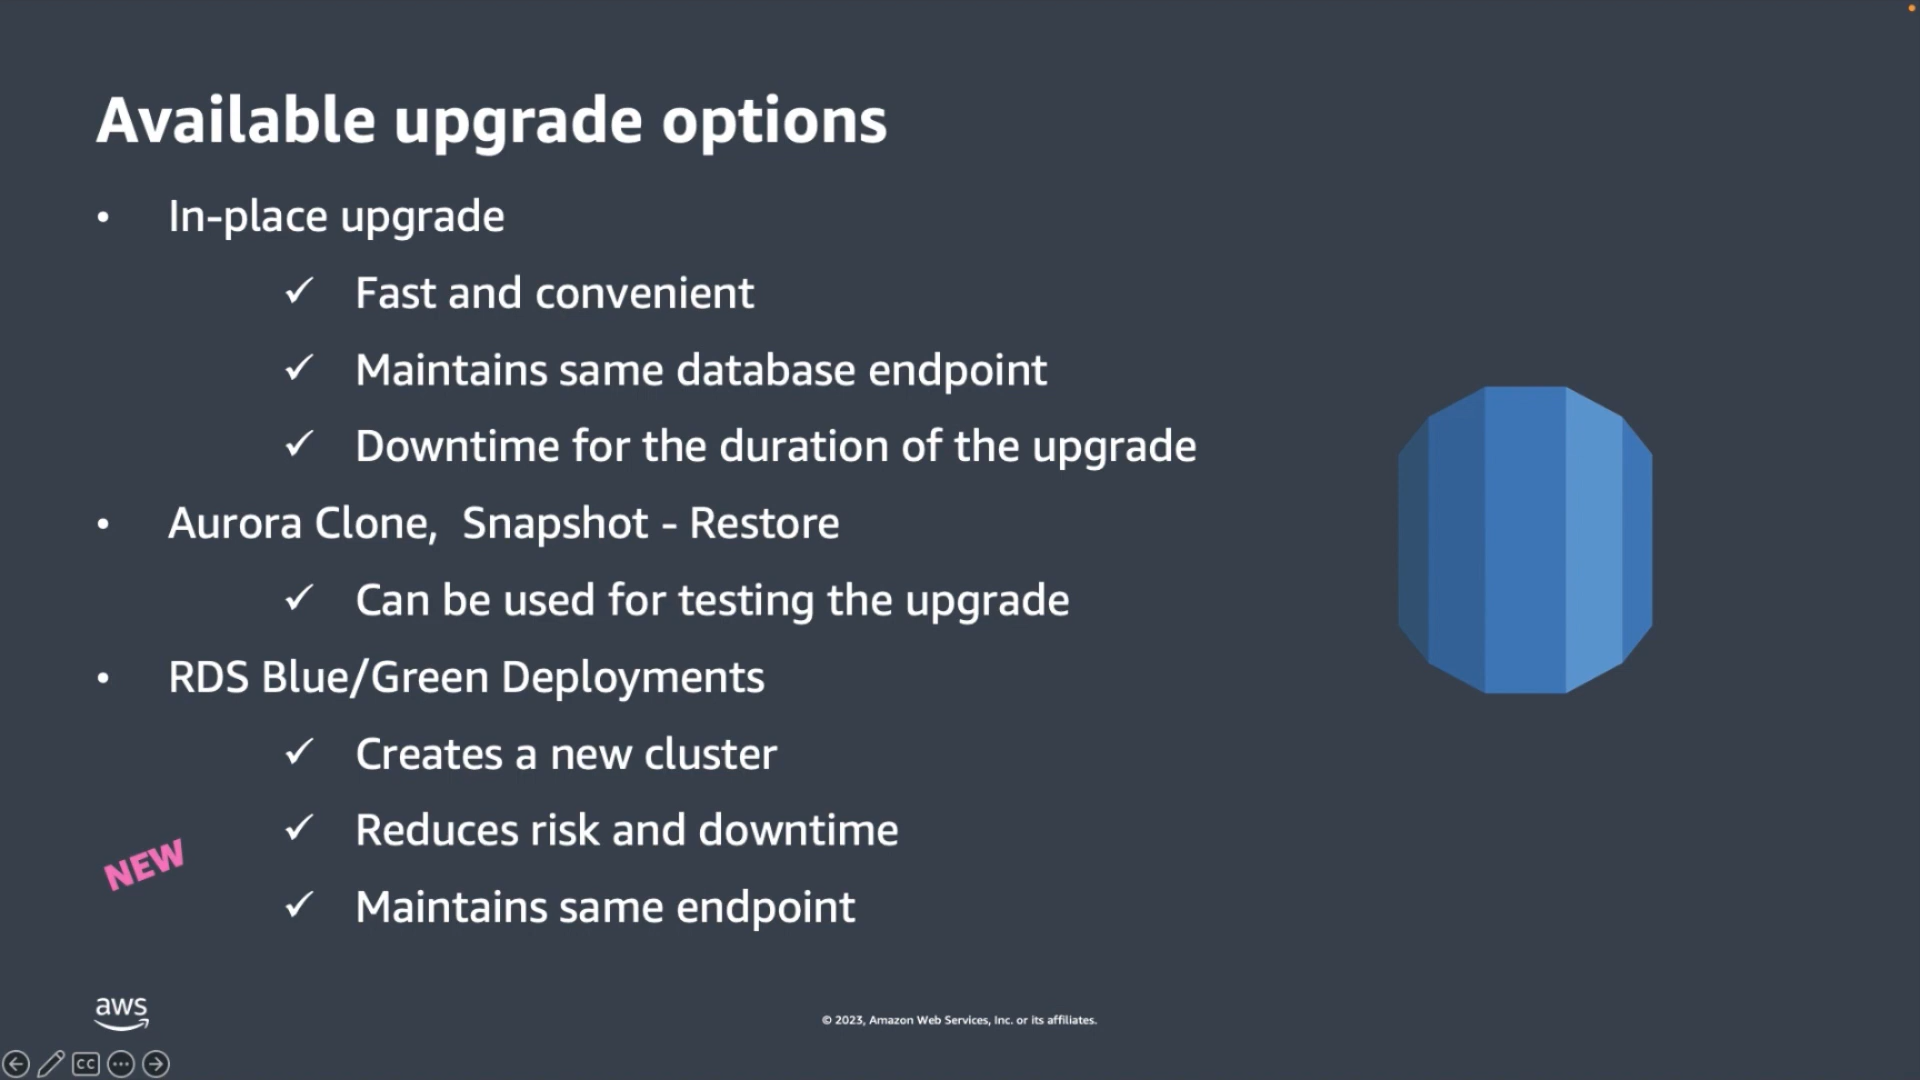 Available upgrade options
• In-place upgrade
✓ Fast and convenient
✓ Maintains same database endpoint
✓ Downtime for the duration of the upgrade
• Aurora Clone,  Snapshot - Restore
✓ Can be used for testing the upgrade
• RDS Blue/Green Deployments
✓ Creates a new cluster
✓ Reduces risk and downtime
NEW
✓ Maintains same endpoint
aws
© 2023, Amazon Web Services, Inc. or its affiliates.
CC